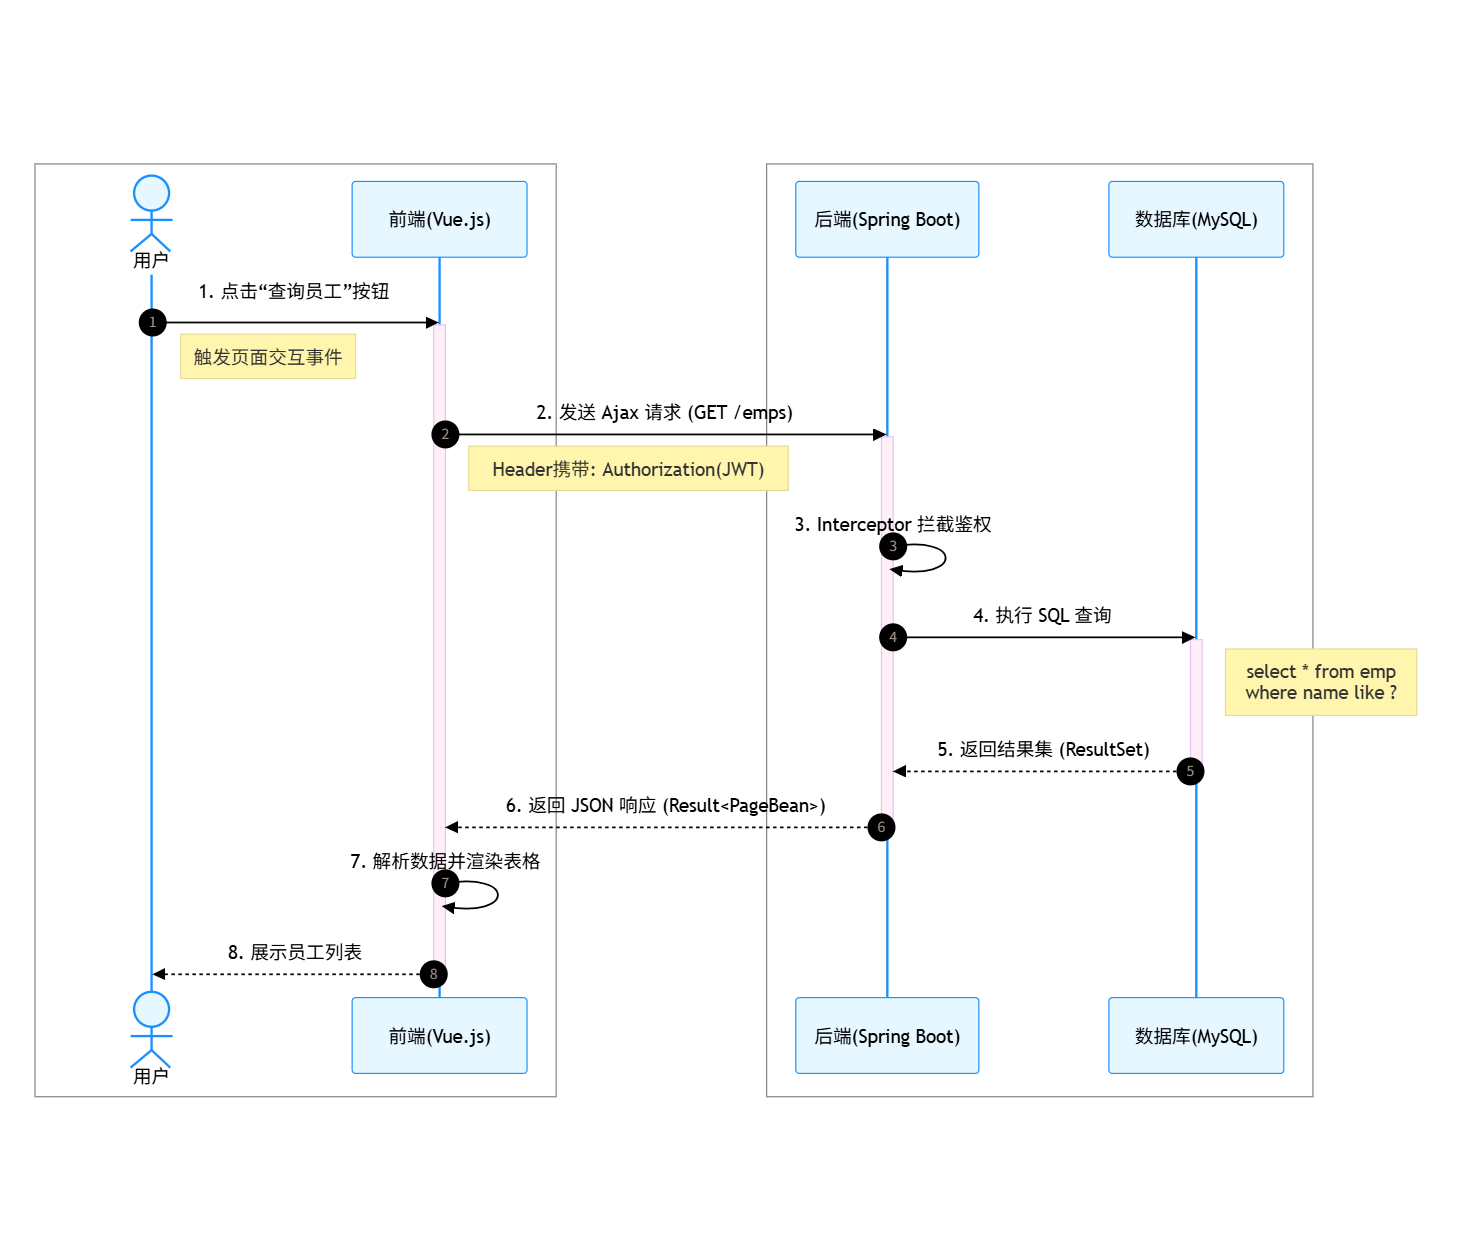 用户
前端(Vue.js)
后端(Spring Boot)
数据库(MySQL)
1. 点击“查询员工”按钮
1
触发页面交互事件
2. 发送 Ajax 请求 (GET /emps)
2
Header携带: Authorization(JWT)
3. Interceptor 拦截鉴权
3
4. 执行 SQL 查询
4
select * from emp
where name like ?
5. 返回结果集 (ResultSet)
5
6. 返回 JSON 响应 (Result<PageBean>)
6
7. 解析数据并渲染表格
7
8. 展示员工列表
8
用户
前端(Vue.js)
后端(Spring Boot)
数据库(MySQL)